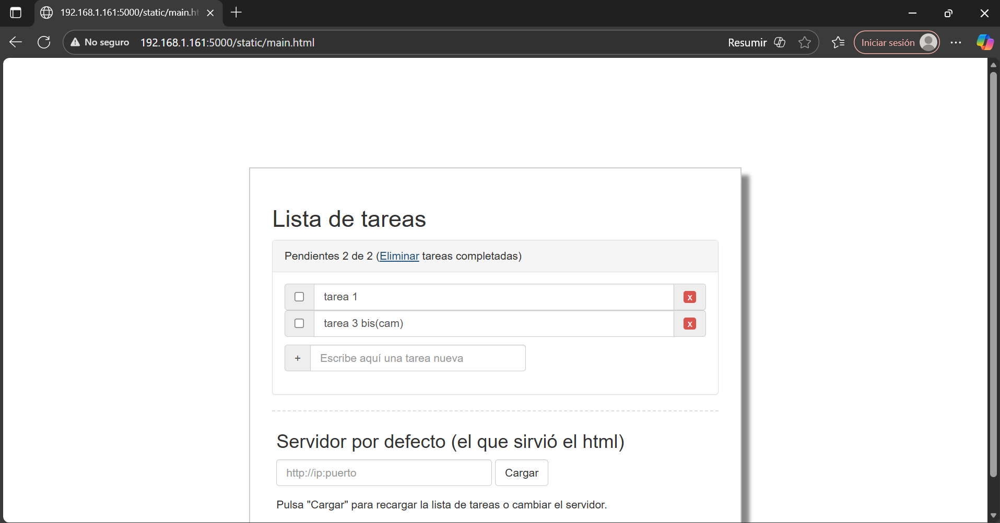 192.168.1.161:5000/static/main.ht
No seguro 192.168.1.161:5000/static/main.html Resumir Iniciar sesión
Lista de tareas
Pendientes 2 de 2 (Eliminar tareas completadas)
tarea 1 x
tarea 3 bis(cam) x
+ Escribe aquí una tarea nueva
Servidor por defecto (el que sirvió el html)
http://ip:puerto Cargar
Pulsa "Cargar" para recargar la lista de tareas o cambiar el servidor.